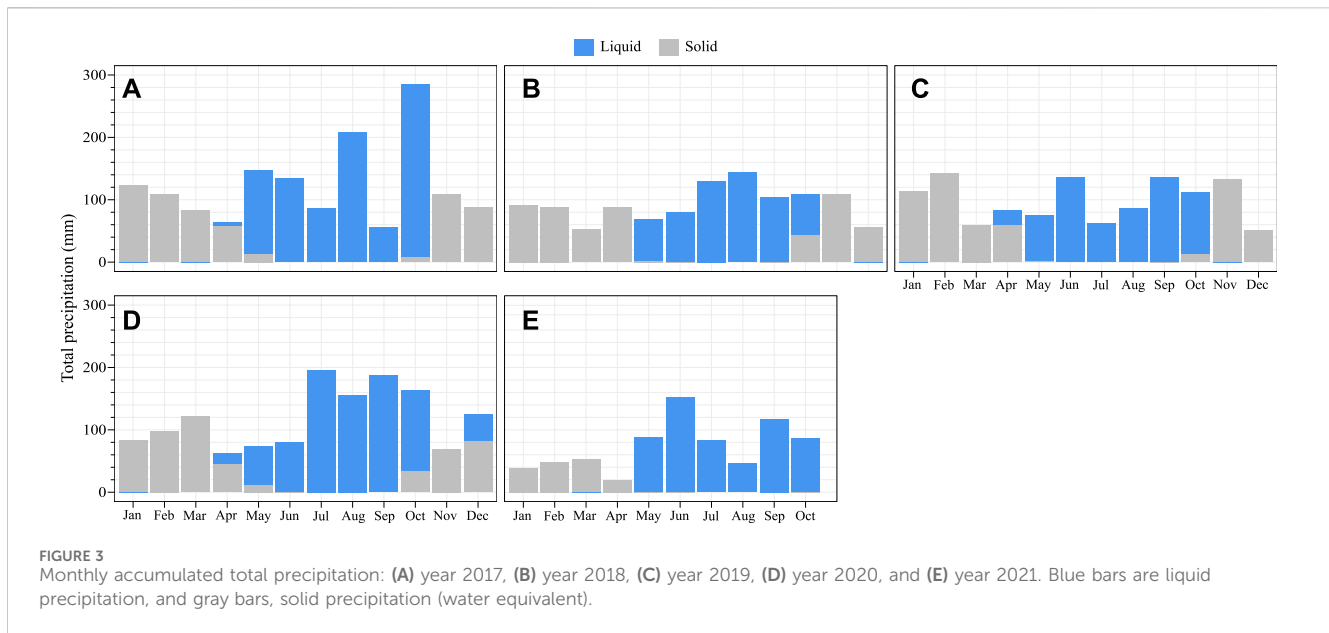 Liquid Solid
A
B
C
300
200
100
0
Total precipitation (mm)
Jan Feb Mar Apr May Jun Jul Aug Sep Oct Nov Dec
D
E
300
200
100
0
Jan Feb Mar Apr May Jun Jul Aug Sep Oct Nov Dec
Jan Feb Mar Apr May Jun Jul Aug Sep Oct
FIGURE 3
Monthly accumulated total precipitation: (A) year 2017, (B) year 2018, (C) year 2019, (D) year 2020, and (E) year 2021. Blue bars are liquid
precipitation, and gray bars, solid precipitation (water equivalent).